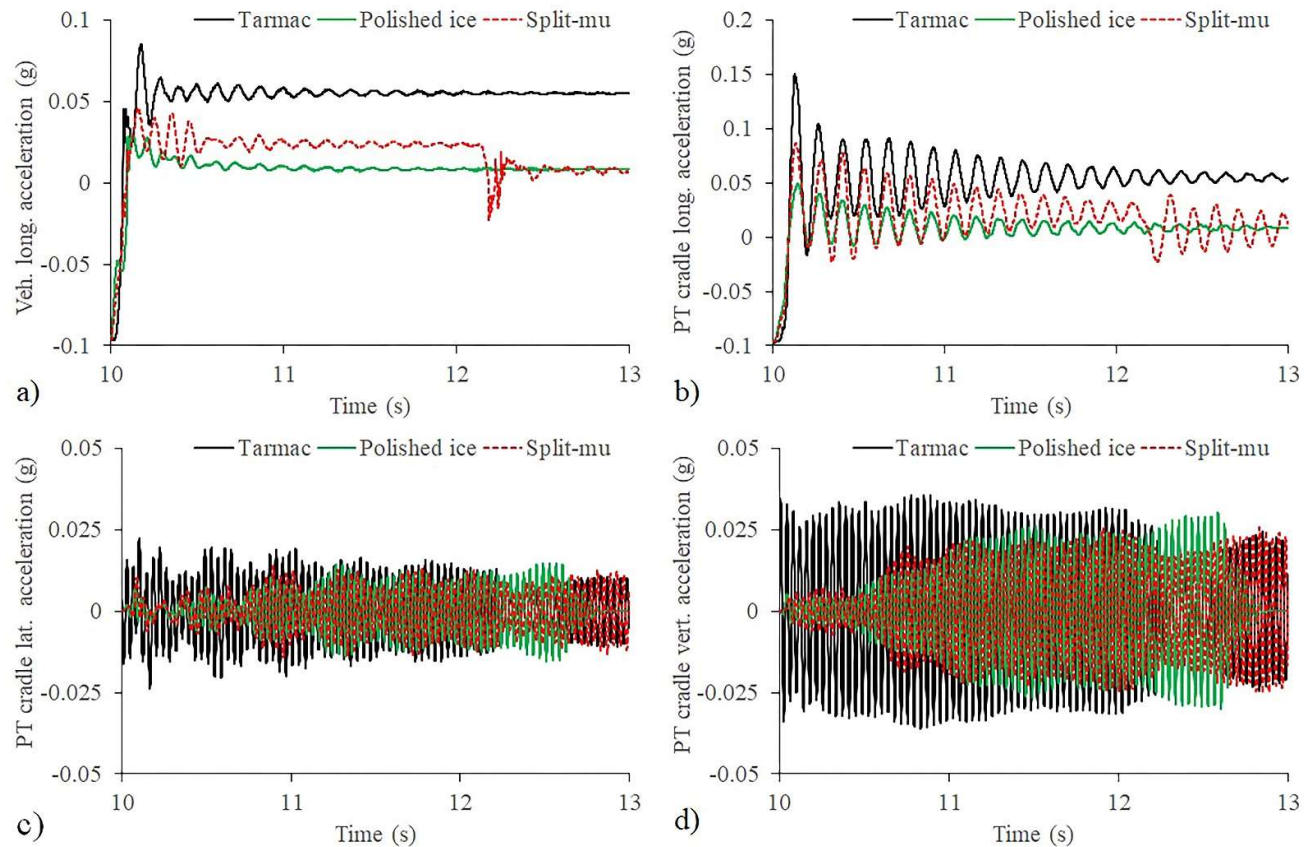 Tarmac Polished ice Split-mu
0.1
0.05
0
-0.05
-0.1
Veh. long. acceleration (g)
10 11 12 13
Time (s)
a)
Tarmac Polished ice Split-mu
0.2
0.15
0.1
0.05
0
-0.05
-0.1
PT cradle long. acceleration (g)
10 11 12 13
Time (s)
b)
Tarmac Polished ice Split-mu
0.05
0.025
0
-0.025
-0.05
PT cradle lat. acceleration (g)
10 11 12 13
Time (s)
c)
Tarmac Polished ice Split-mu
0.05
0.025
0
-0.025
-0.05
PT cradle vert. acceleration (g)
10 11 12 13
Time (s)
d)